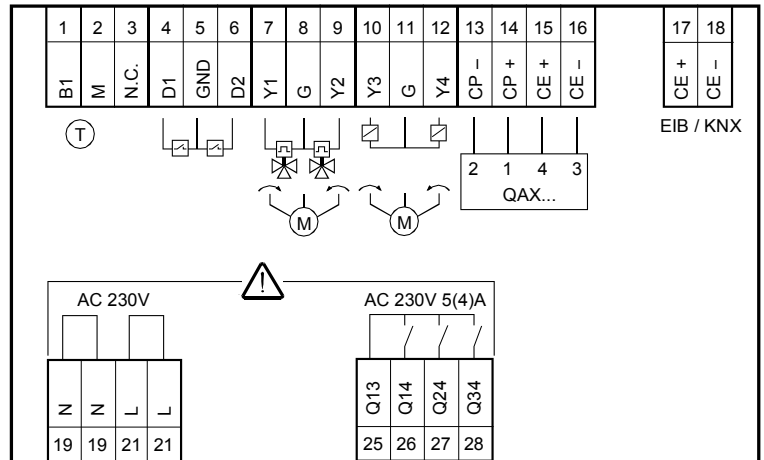 1 2 3 4 5 6 7 8 9 10 11 12 13 14 15 16 17 18
B1 M N.C. D1 GND D2 Y1 G Y2 Y3 G Y4 CP – CP + CE + CE – CE + CE –
T
EIB / KNX
2 1 4 3
QAX...
M M
AC 230V
AC 230V 5(4)A
N N L L
Q13 Q14 Q24 Q34
19 19 21 21
25 26 27 28